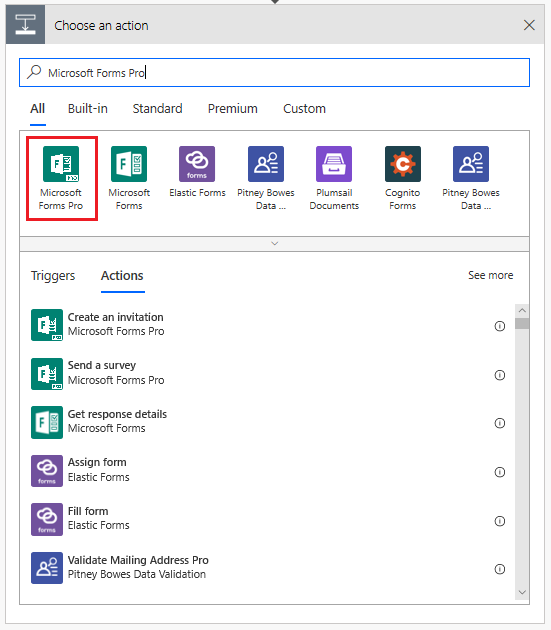 Choose an action
Microsoft Forms Pro
All Built-in Standard Premium Custom
Microsoft
Forms Pro
Microsoft
Forms
Elastic Forms
Pitney Bowes
Data ...
Plumsail
Documents
Cognito
Forms
Pitney Bowes
Data ...
Triggers Actions See more
Create an invitation
Microsoft Forms Pro
Send a survey
Microsoft Forms Pro
Get response details
Microsoft Forms
Assign form
Elastic Forms
Fill form
Elastic Forms
Validate Mailing Address Pro
Pitney Bowes Data Validation